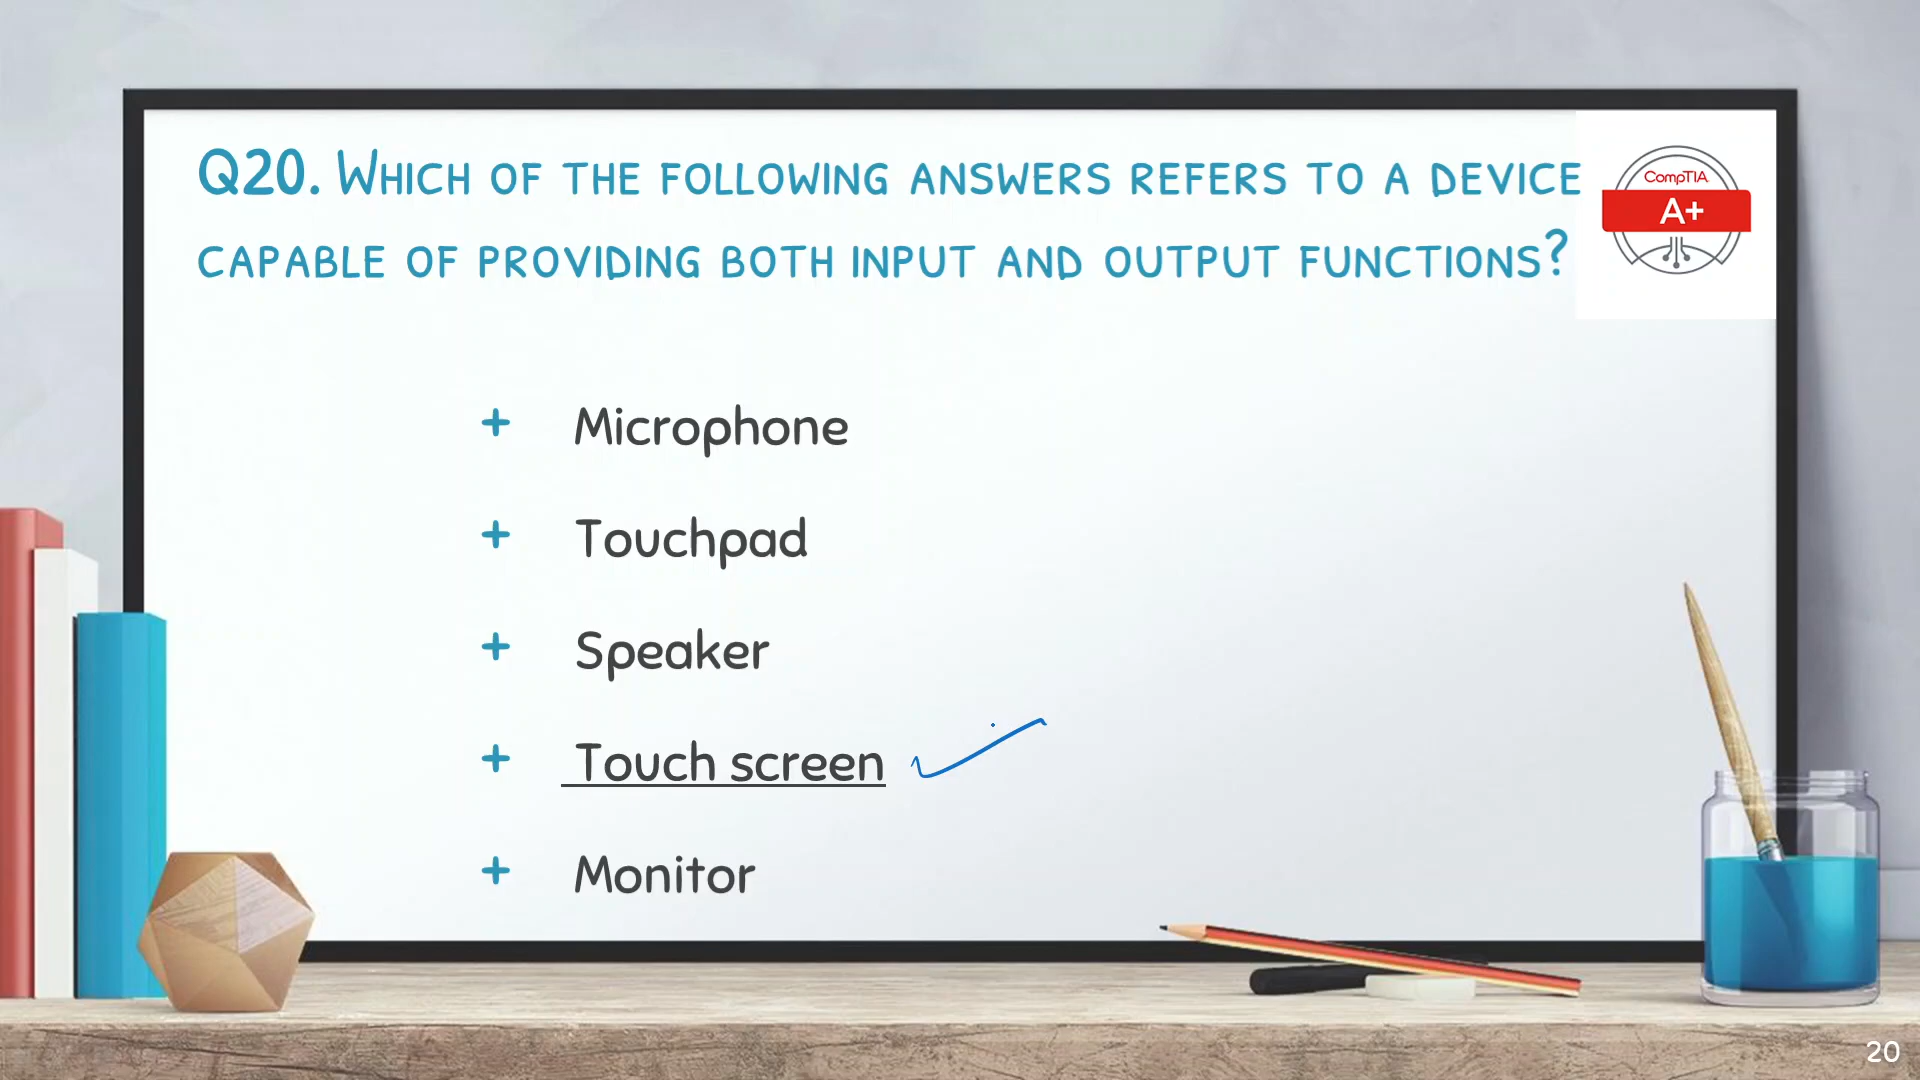 Q20. Which of the following answers refers to a device
capable of providing both input and output functions?
CompTIA
A+
+ Microphone
+ Touchpad
+ Speaker
+ Touch screen
+ Monitor
20